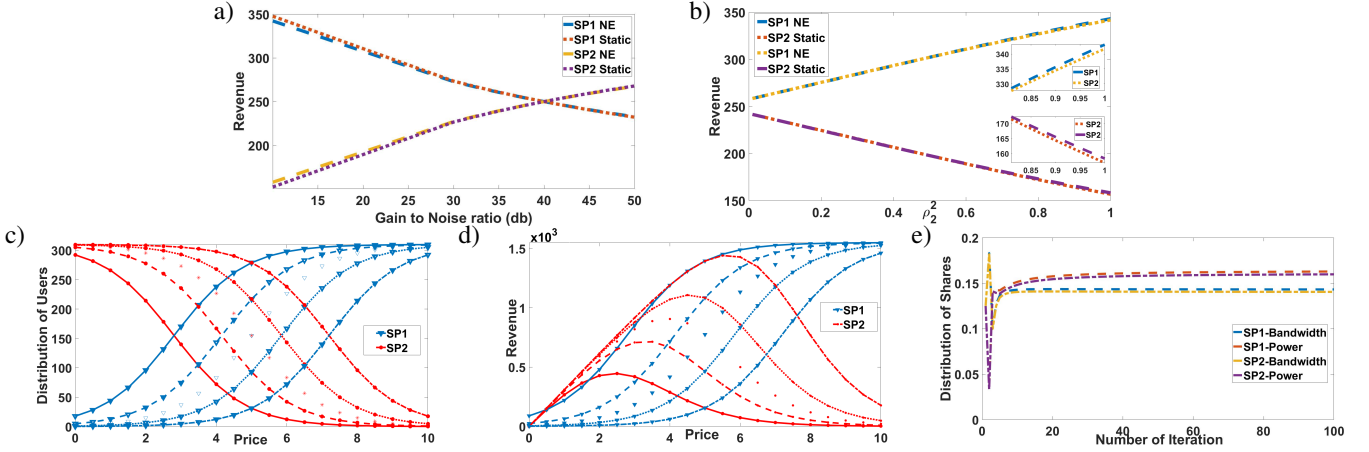 a)
350
300
250
200
Revenue
15 20 25 30 35 40 45 50
Gain to Noise ratio (db)
SP1 NE
SP1 Static
SP2 NE
SP2 Static
b)
350
300
250
200
150
Revenue
0 0.2 0.4 0.6 0.8 1
ρ₂²
SP1 NE
SP2 Static
SP1 NE
SP2 Static
340
335
330
0.85 0.9 0.95 1
SP1
SP2
170
165
160
0.85 0.9 0.95 1
SP2
SP2
c)
300
250
200
150
100
50
0
Distribution of Users
0 2 4 6 8 10
Price
SP1
SP2
d)
×10³
1.5
1.0
0.5
0
Revenue
0 2 4 6 8 10
Price
SP1
SP2
e)
0.2
0.15
0.1
0.05
0
Distribution of Shares
0 20 40 60 80 100
Number of Iteration
SP1-Bandwidth
SP1-Power
SP2-Bandwidth
SP2-Power